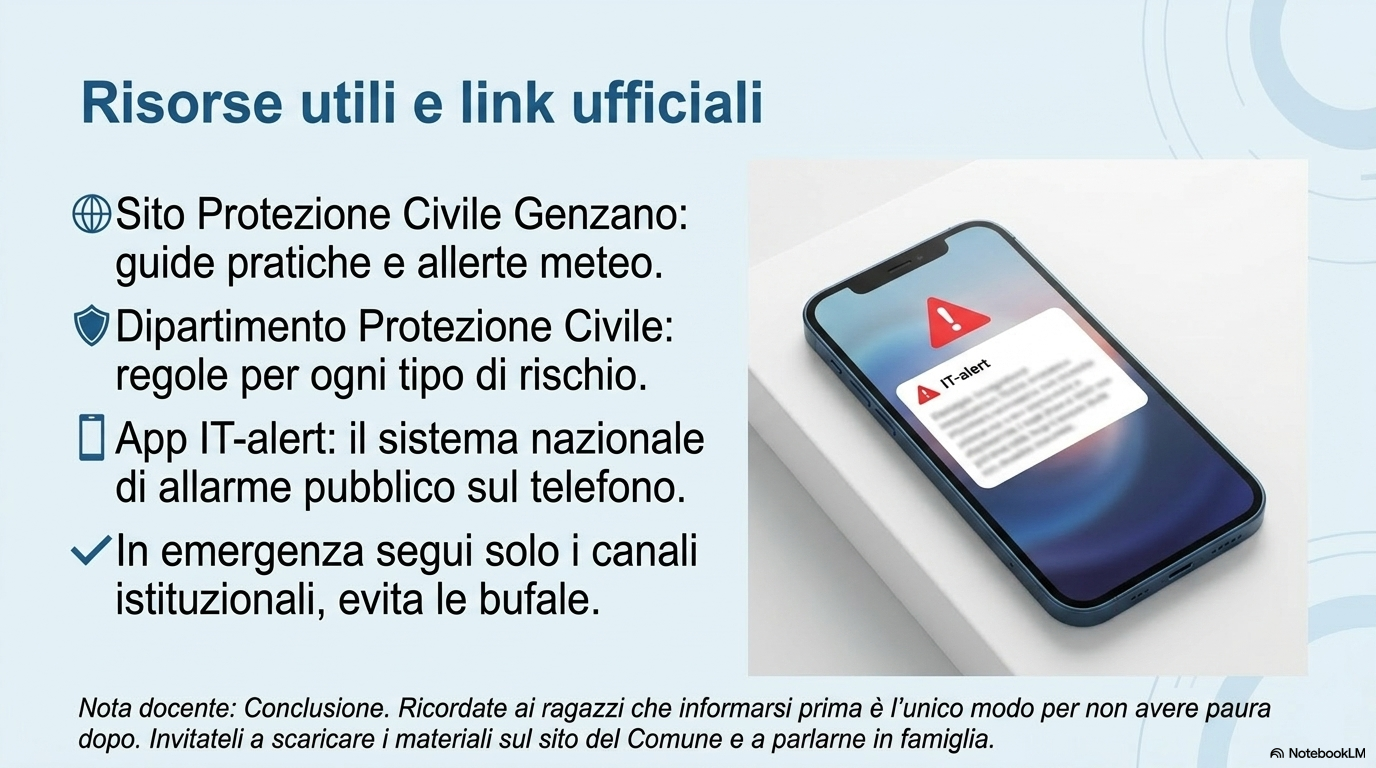 Risorse utili e link ufficiali
Sito Protezione Civile Genzano:
guide pratiche e allerte meteo.
Dipartimento Protezione Civile:
regole per ogni tipo di rischio.
App IT-alert: il sistema nazionale
di allarme pubblico sul telefono.
In emergenza segui solo i canali
istituzionali, evita le bufale.
IT-alert
Nota docente: Conclusione. Ricordate ai ragazzi che informarsi prima è l’unico modo per non avere paura
dopo. Invitateli a scaricare i materiali sul sito del Comune e a parlarne in famiglia.
NotebookLM